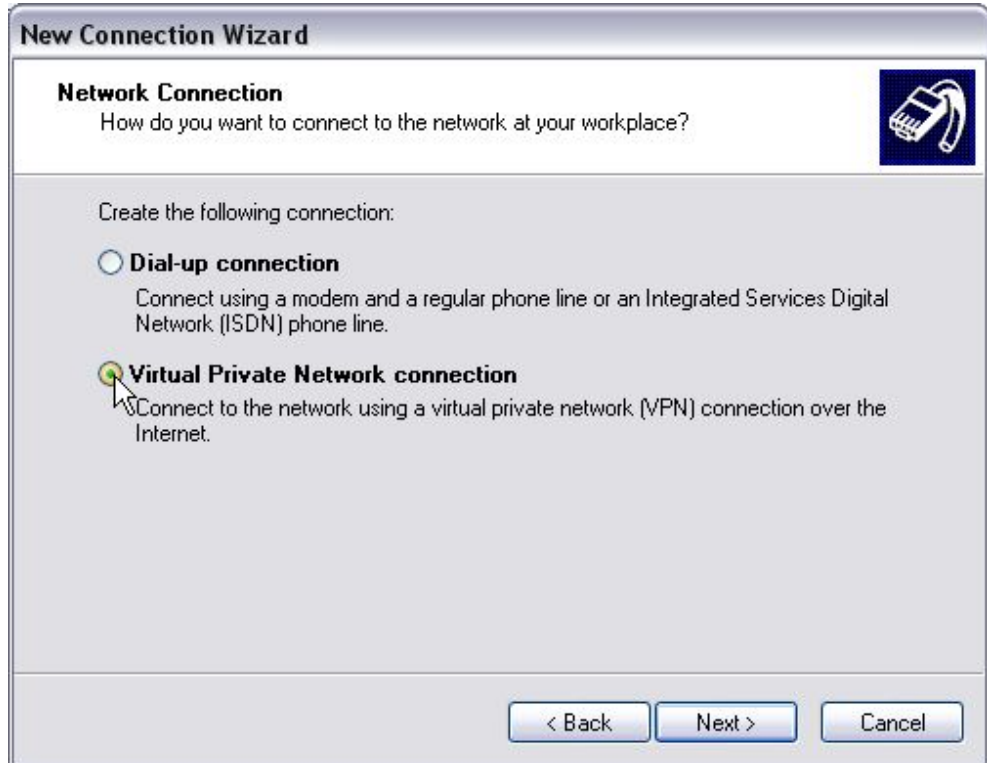 New Connection Wizard
Network Connection
How do you want to connect to the network at your workplace?
Create the following connection:
Dial-up connection
Connect using a modem and a regular phone line or an Integrated Services Digital
Network (ISDN) phone line.
Virtual Private Network connection
Connect to the network using a virtual private network (VPN) connection over the
Internet.
< Back
Next >
Cancel